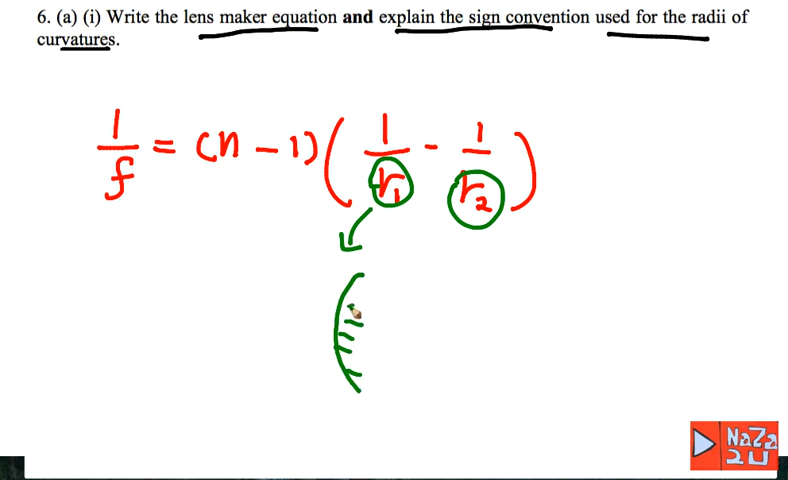 6. (a) (i) Write the lens maker equation and explain the sign convention used for the radii of
curvatures.
1/f = (n - 1)(1/r₁ - 1/r₂)
NaZa
2U